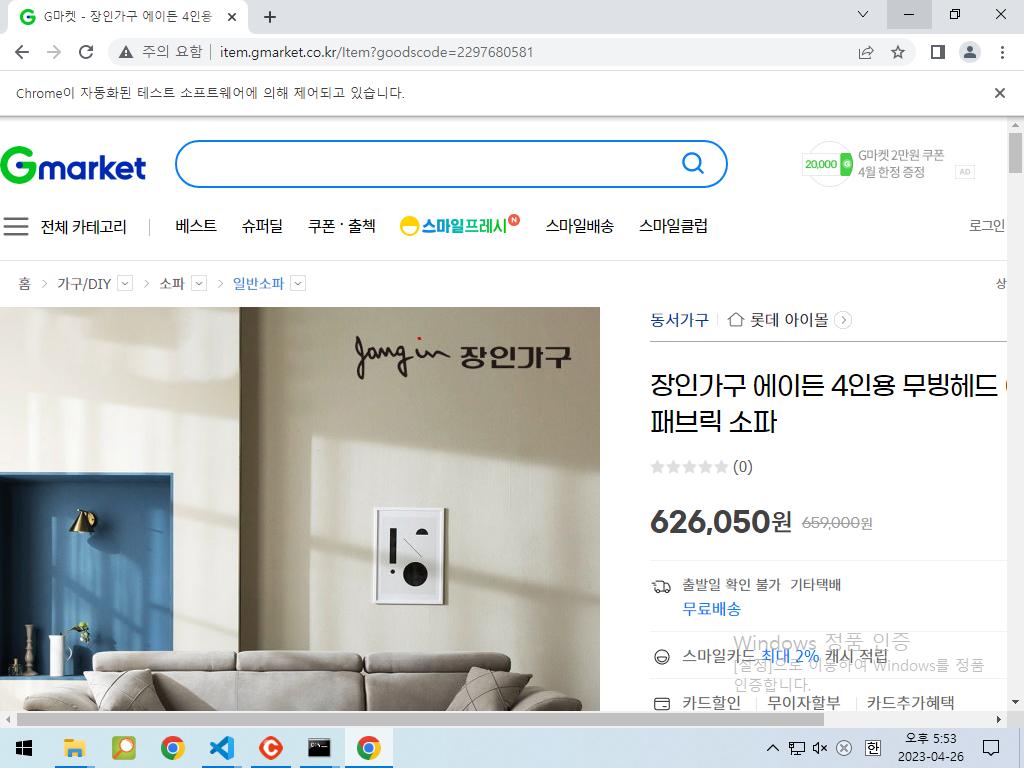 G마켓 - 장인가구 에이든 4인용
주의 요함
item.gmarket.co.kr/Item?goodscode=2297680581
Chrome이 자동화된 테스트 소프트웨어에 의해 제어되고 있습니다.
Gmarket
20,000
G마켓 2만원 쿠폰
4월 한정 증정
AD
전체 카테고리
베스트
슈퍼딜
쿠폰 · 출첵
스마일프레시
N
스마일배송
스마일클럽
로그인
홈
가구/DIY
소파
일반소파
상
Jang in 장인가구
동서가구
롯데 아이몰
장인가구 에이든 4인용 무빙헤드
패브릭 소파
(0)
626,050원
659,000원
출발일 확인 불가 기타택배
무료배송
Windows 정품 인증
스마일카드 최대 2% 캐시 적립
[설정]으로 이동하여 Windows를 정품
인증합니다.
카드할인
무이자할부
카드추가혜택
한
오후 5:53
2023-04-26